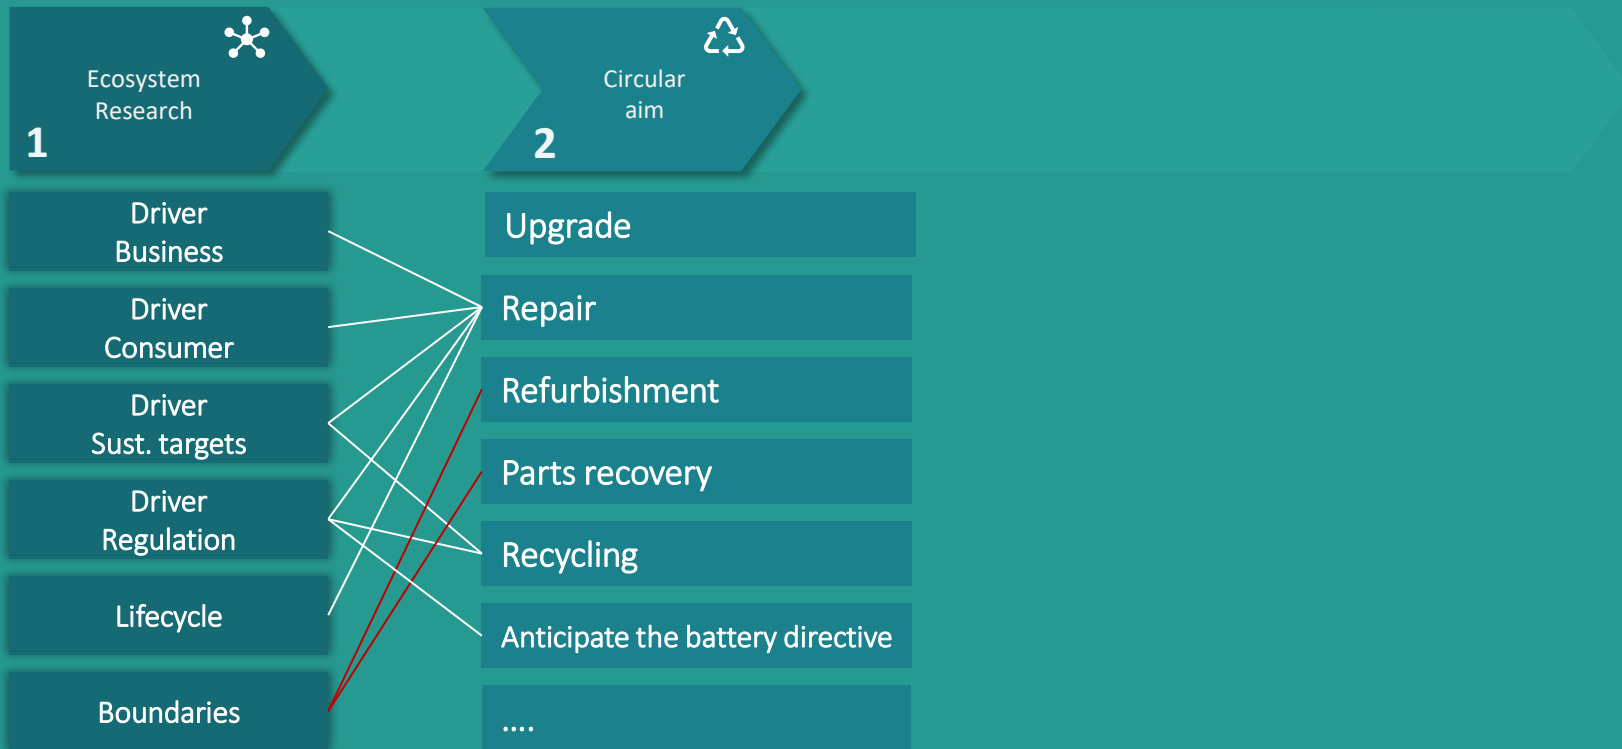 Ecosystem
Research
1
Circular
aim
2
Driver
Business
Driver
Consumer
Driver
Sust. targets
Driver
Regulation
Lifecycle
Boundaries
Upgrade
Repair
Refurbishment
Parts recovery
Recycling
Anticipate the battery directive
....